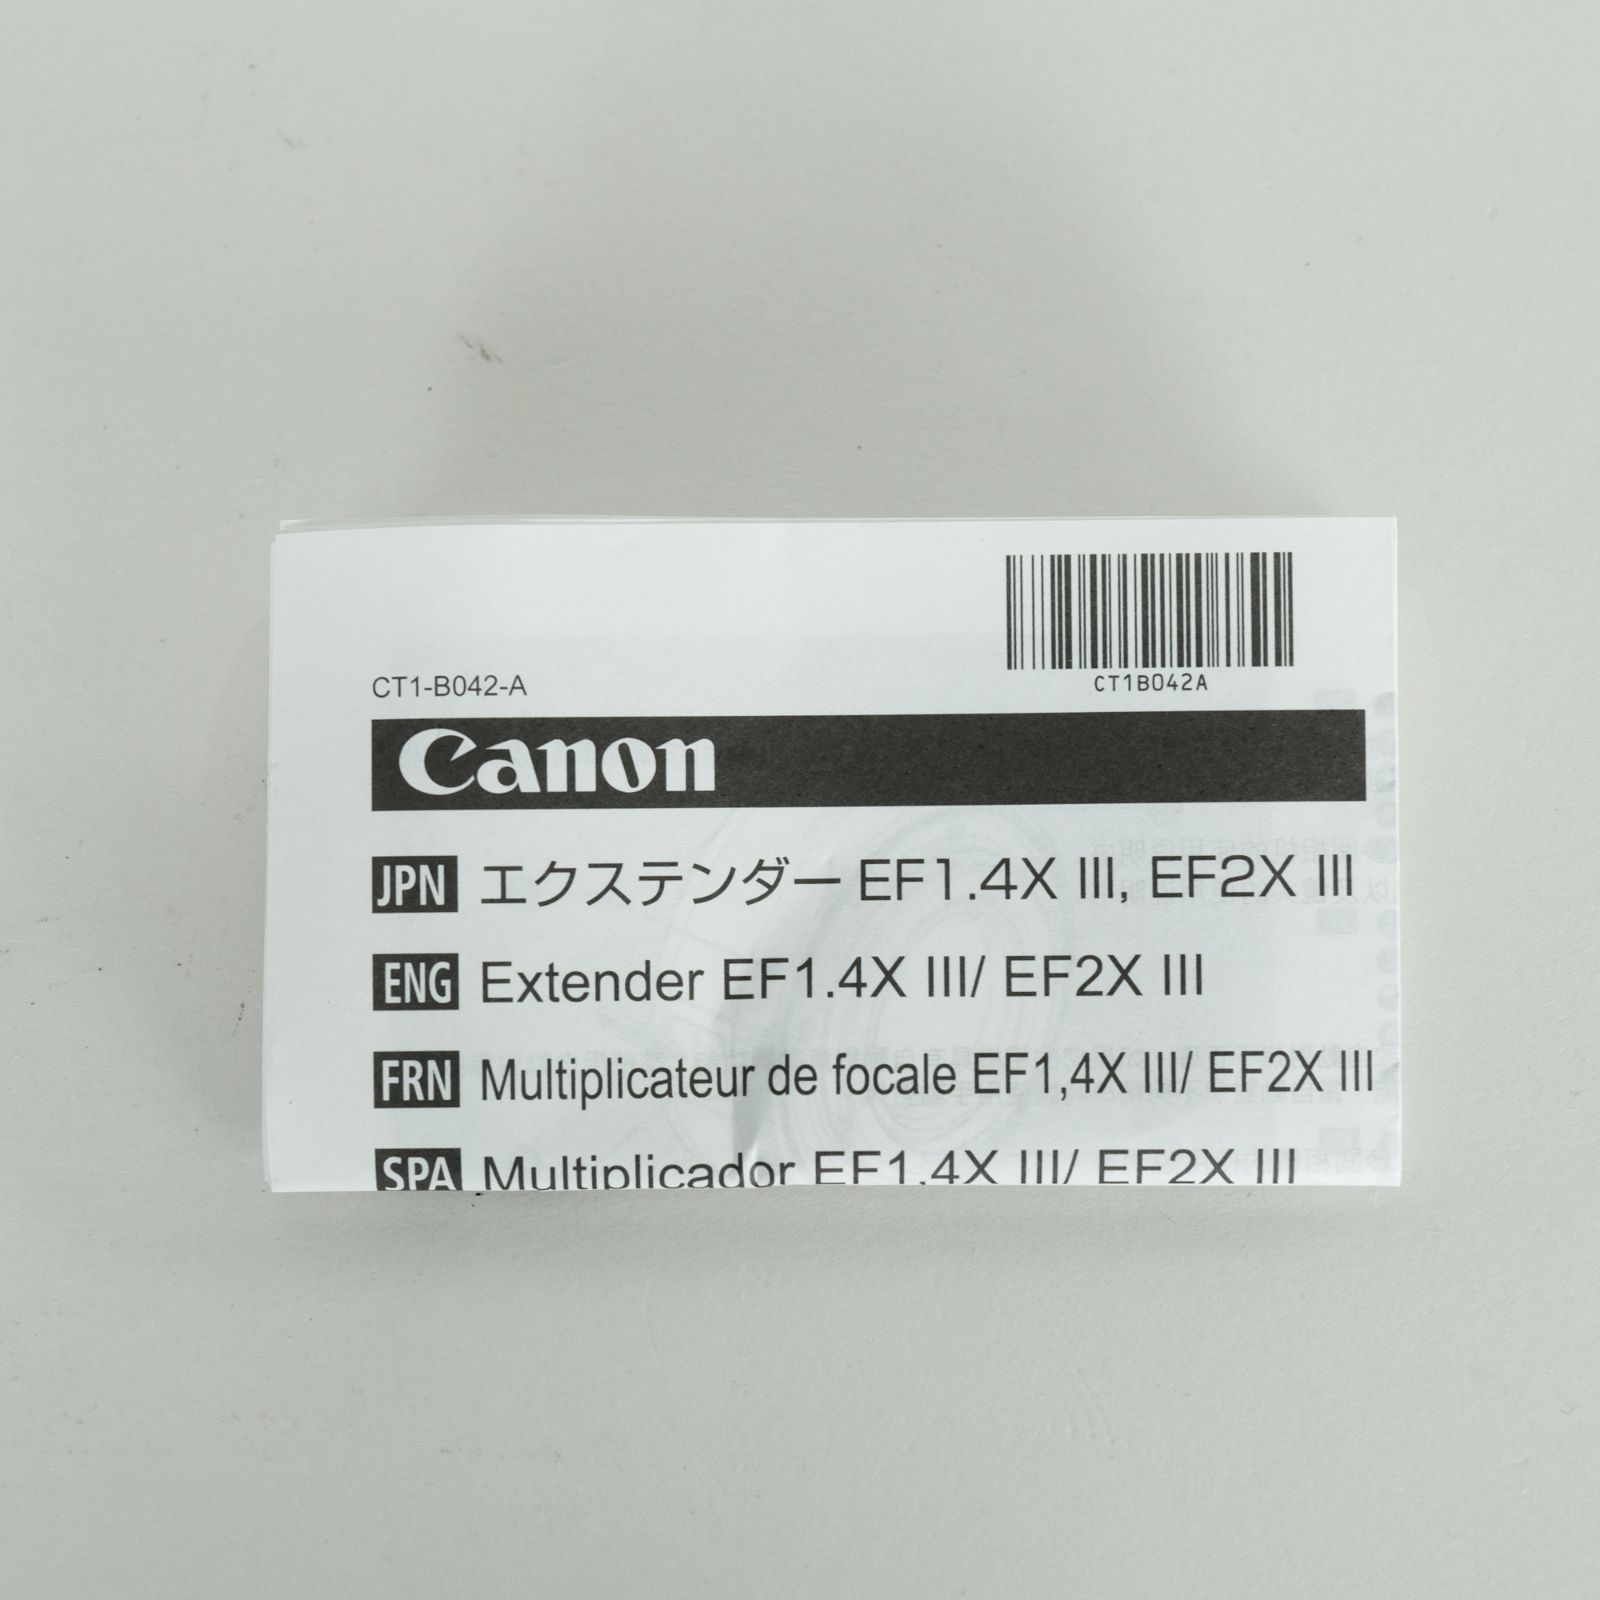 CT1B042A
CT1-B042-A
Canon
JPN エクステンダー EF1.4X III, EF2X III
ENG Extender EF1.4X III/ EF2X III
FRN Multiplicateur de focale EF1,4X III/ EF2X III
SPA Multiplicador EF1,4X III/ EF2X III